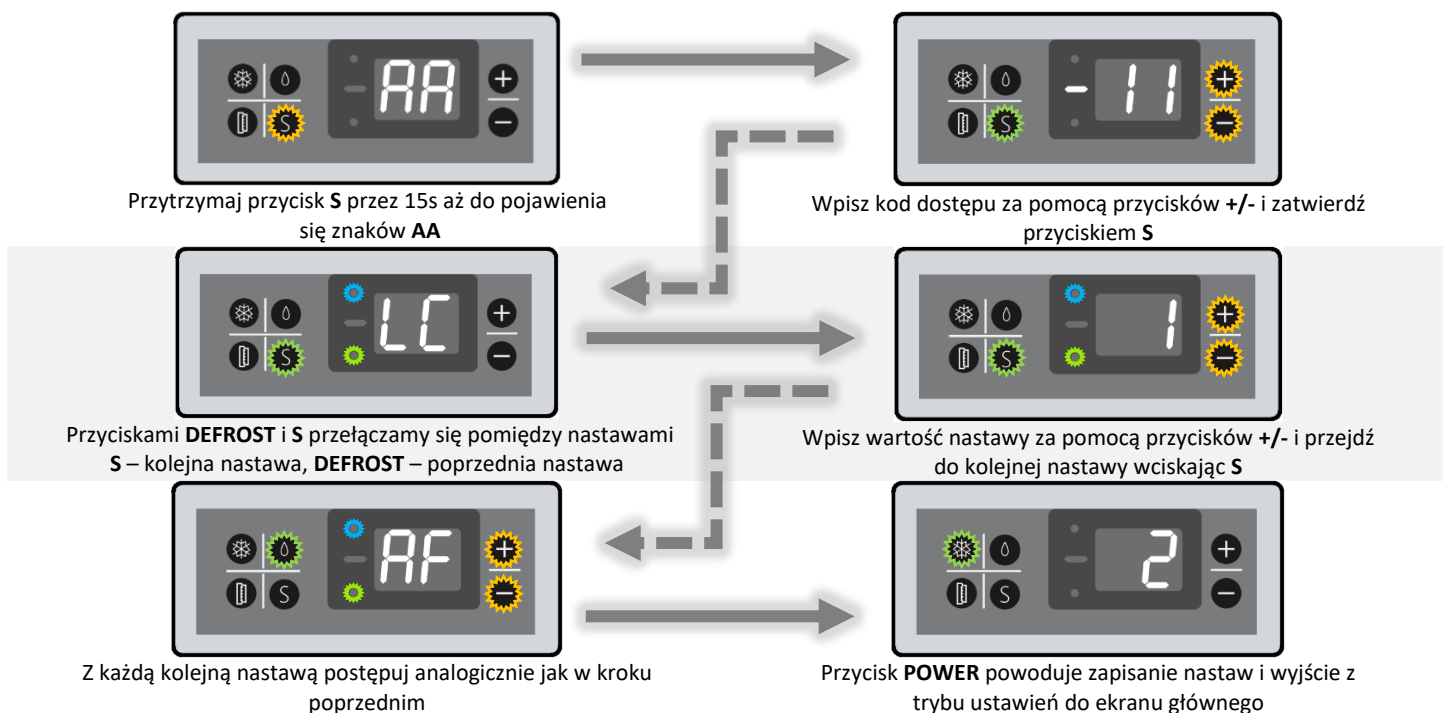 AA
S
- 11
S
Przytrzymaj przycisk S przez 15s aż do pojawienia
się znaków AA
Wpisz kod dostępu za pomocą przycisków +/- i zatwierdź
przyciskiem S
LC
S
1
S
Przyciskami DEFROST i S przełączamy się pomiędzy nastawami
S – kolejna nastawa, DEFROST – poprzednia nastawa
Wpisz wartość nastawy za pomocą przycisków +/- i przejdź
do kolejnej nastawy wciskając S
AF
S
2
S
Z każdą kolejną nastawą postępuj analogicznie jak w kroku
poprzednim
Przycisk POWER powoduje zapisanie nastaw i wyjście z
trybu ustawień do ekranu głównego